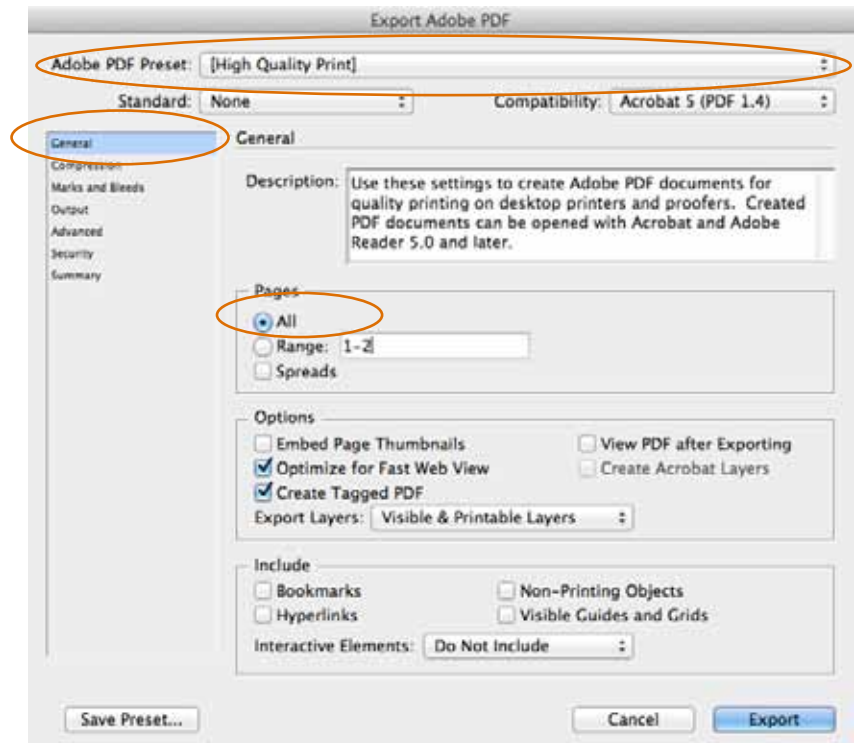 Export Adobe PDF
Adobe PDF Preset: [High Quality Print]
Standard: None Compatibility: Acrobat 5 (PDF 1.4)
General
Compression
Marks and Bleeds
Output
Advanced
Security
Summary
General
Description: Use these settings to create Adobe PDF documents for
quality printing on desktop printers and proofers. Created
PDF documents can be opened with Acrobat and Adobe
Reader 5.0 and later.
Pages
All
Range: 1-2
Spreads
Options
Embed Page Thumbnails View PDF after Exporting
Optimize for Fast Web View Create Acrobat Layers
Create Tagged PDF
Export Layers: Visible & Printable Layers
Include
Bookmarks Non-Printing Objects
Hyperlinks Visible Guides and Grids
Interactive Elements: Do Not Include
Save Preset... Cancel Export